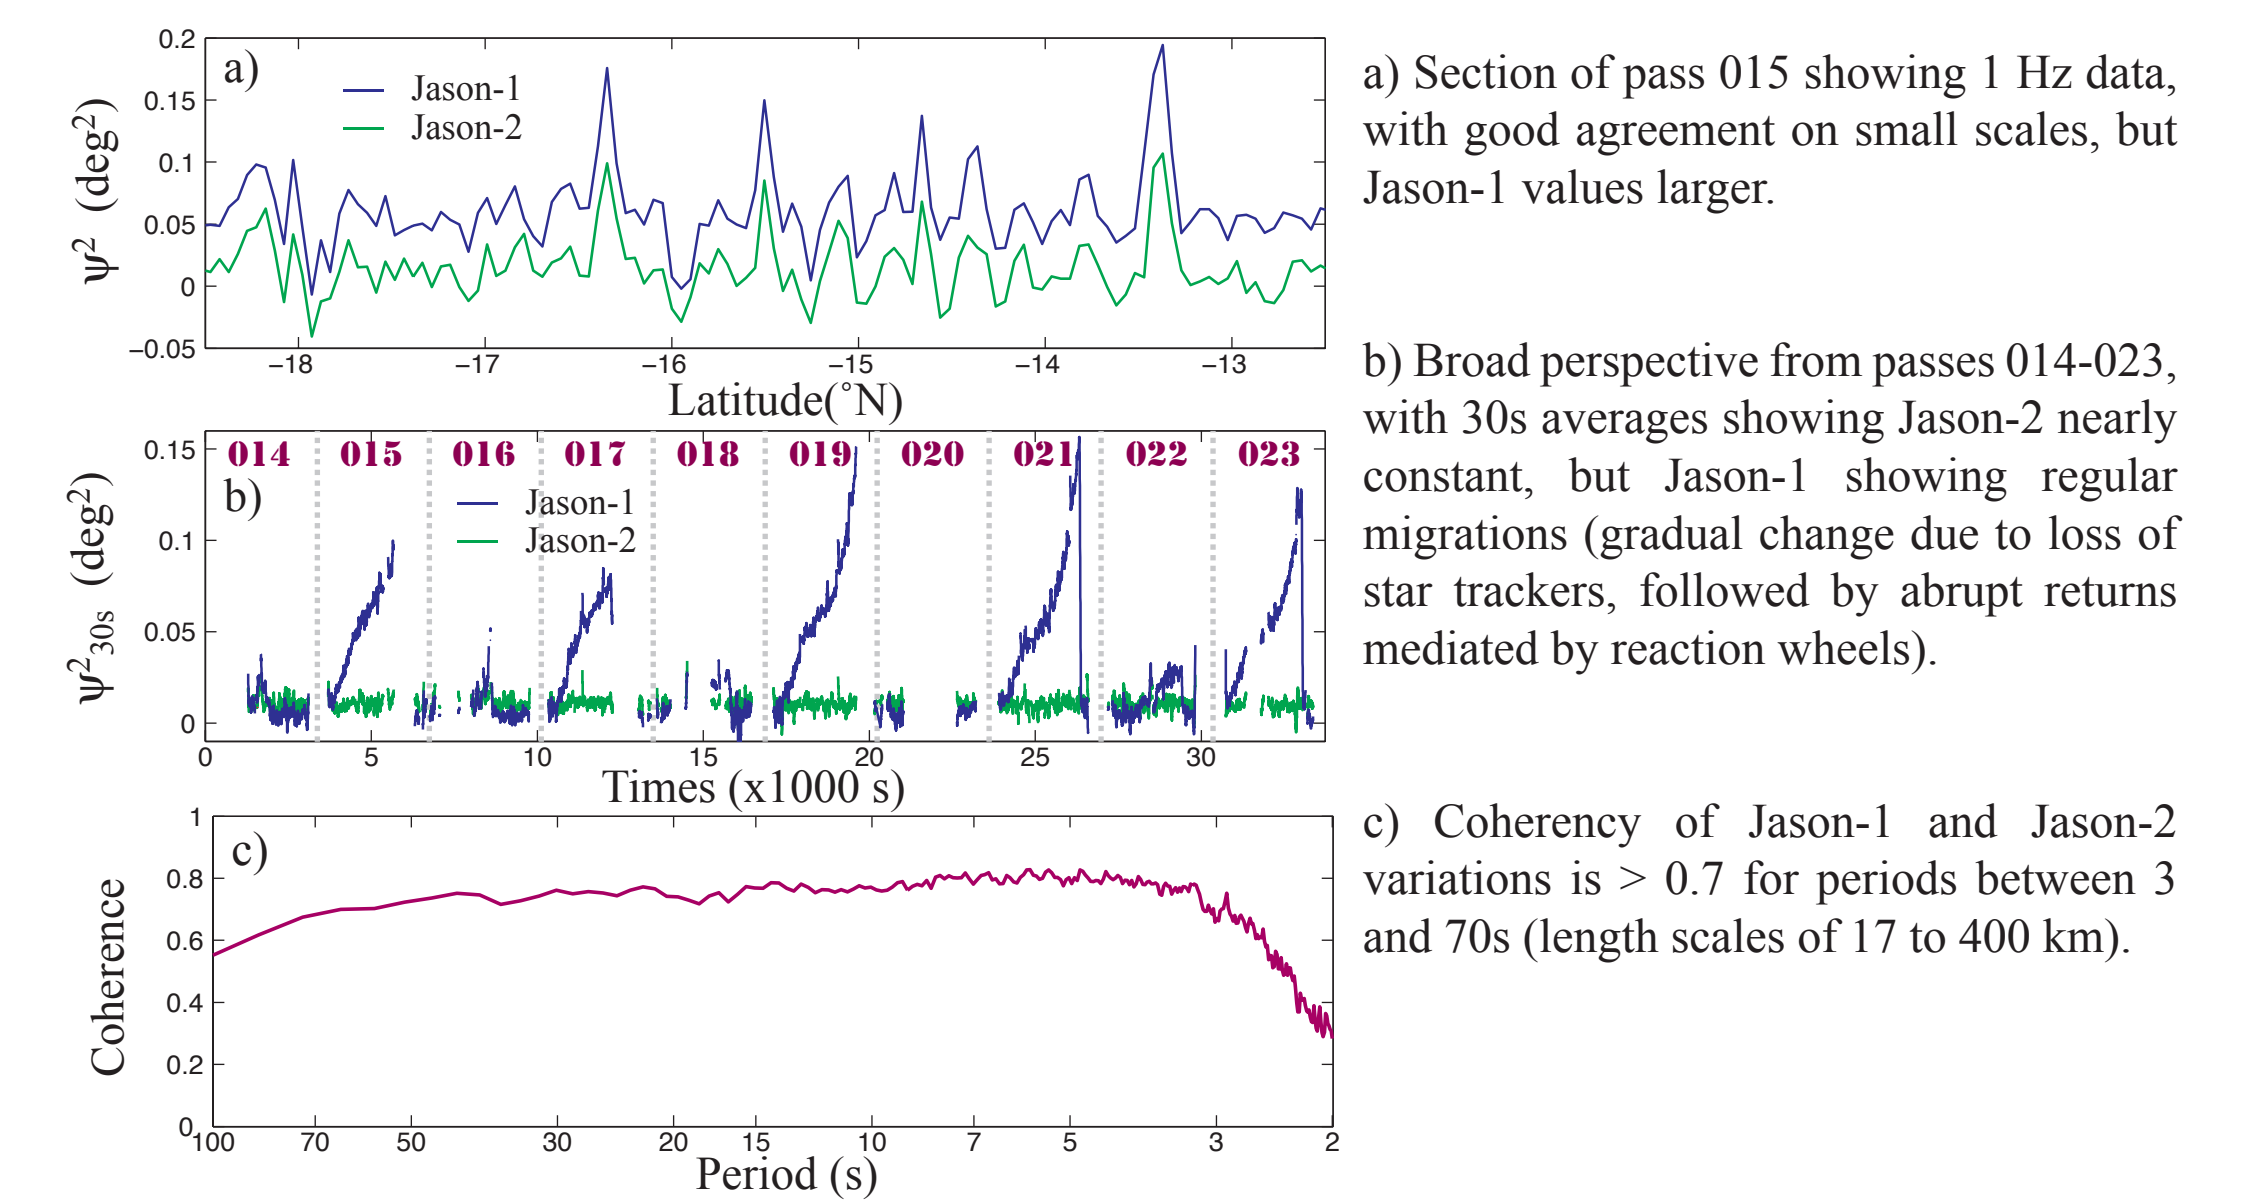 a)
Jason-1
Jason-2
0.2
0.15
0.1
0.05
0
−0.05
ψ² (deg²)
−18 −17 −16 −15 −14 −13
Latitude(˚N)
a) Section of pass 015 showing 1 Hz data,
with good agreement on small scales, but
Jason-1 values larger.
014 015 016 017 018 019 020 021 022 023
b)
Jason-1
Jason-2
0.15
0.1
0.05
0
ψ²30s (deg²)
0 5 10 15 20 25 30
Times (x1000 s)
b) Broad perspective from passes 014-023,
with 30s averages showing Jason-2 nearly
constant, but Jason-1 showing regular
migrations (gradual change due to loss of
star trackers, followed by abrupt returns
mediated by reaction wheels).
c)
1
0.8
0.6
0.4
0.2
0
Coherence
100 70 50 30 20 15 10 7 5 3 2
Period (s)
c) Coherency of Jason-1 and Jason-2
variations is > 0.7 for periods between 3
and 70s (length scales of 17 to 400 km).